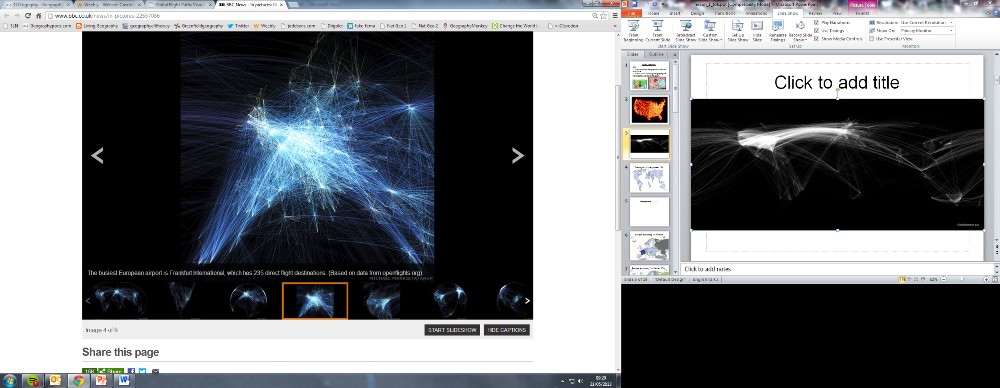 TOKography - Geography
Weebly - Website Creation
Global Flight Paths Visuali
BBC News - In pictures: Gl
www.bbc.co.uk/news/in-pictures-22657086
SLN
Geographypods.com
Living Geography
geographyalltheway
Greenfieldgeography
Twitter
Weebly
jodebens.com
Diigolet
fake-fema
Nat Geo 1
Nat Geo 2
GeographyMonkey
Change the World i...
» iClevedon
»
The busiest European airport is Frankfurt International, which has 235 direct flight destinations. (Based on data from openflights.org)
MICHAEL MARKIETA/ARUP
Image 4 of 9
START SLIDESHOW
HIDE CAPTIONS
Share this page
15K
Share
09:29
31/05/2013
lesson_1_tok.ppt [Compatibility Mode] - Microsoft PowerPoint
Picture Tools
File
Home
Insert
Design
Transitions
Animations
Slide Show
Review
View
Format
From Beginning
From Current Slide
Broadcast Slide Show
Custom Slide Show
Set Up Slide Show
Hide Slide
Rehearse Timings
Record Slide Show
Play Narrations
Use Timings
Show Media Controls
Resolution:
Use Current Resolution
Show On:
Primary Monitor
Use Presenter View
Start Slide Show
Set Up
Monitors
Slides
Outline
1
2
3
4
Getting rid of the poorest 5%
5
Perceptions
6
Europe according to France
7
Europe according to Vatican City
Click to add title
ChrisHarrison.net
Click to add notes
Slide 3 of 19
"Default Design"
English (U.K.)
82%